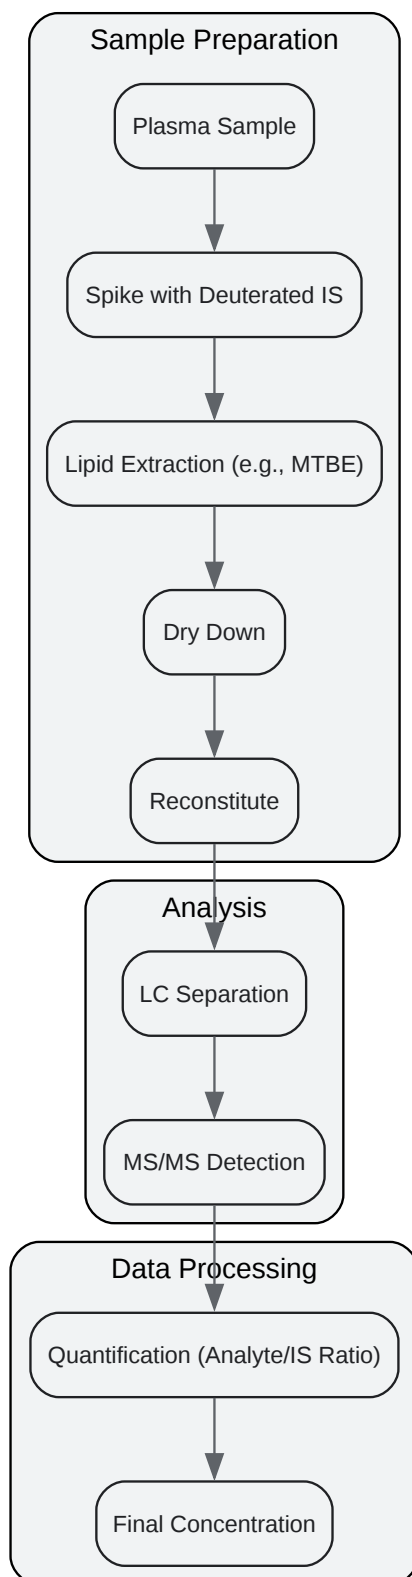 Sample Preparation
Plasma Sample
Spike with Deuterated IS
Lipid Extraction (e.g., MTBE)
Dry Down
Reconstitute
Analysis
LC Separation
MS/MS Detection
Data Processing
Quantification (Analyte/IS Ratio)
Final Concentration